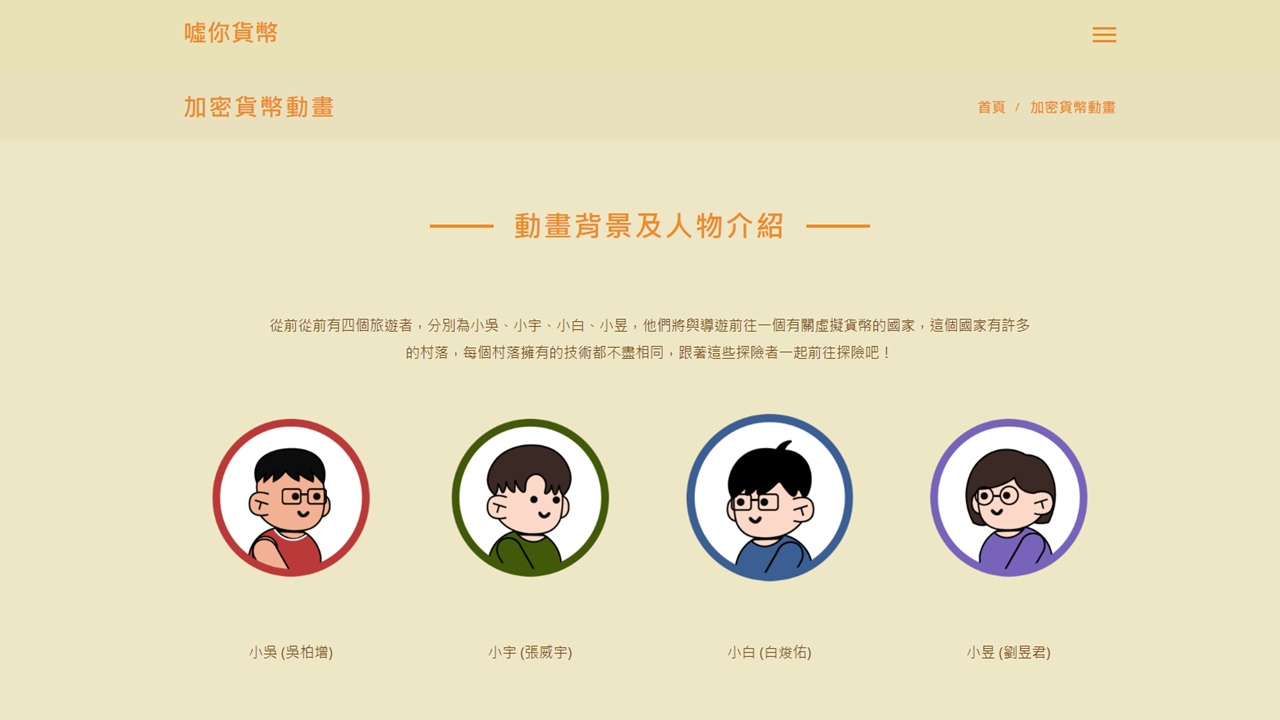 噓你貨幣
加密貨幣動畫
首頁 / 加密貨幣動畫
動畫背景及人物介紹
從前從前有四個旅遊者，分別為小吳、小宇、小白、小昱，他們將與導遊前往一個有關虛擬貨幣的國家，這個國家有許多
的村落，每個村落擁有的技術都不盡相同，跟著這些探險者一起前往探險吧！
小吳 (吳柏增)
小宇 (張威宇)
小白 (白焌佑)
小昱 (劉昱君)